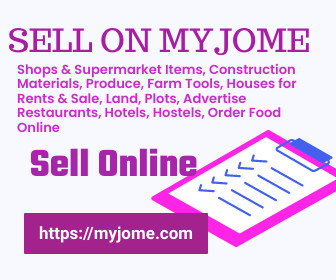 SELL ON MYJOME
Shops & Supermarket Items, Construction
Materials, Produce, Farm Tools, Houses for
Rents & Sale, Land, Plots, Advertise
Restaurants, Hotels, Hostels, Order Food
Online
Sell Online
https://myjome.com